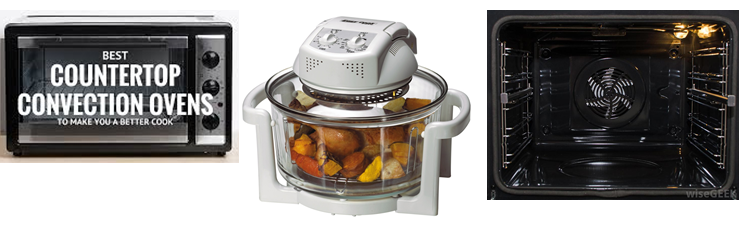 BEST
COUNTERTOP
CONVECTION OVENS
TO MAKE YOU A BETTER COOK
wiseGEEK